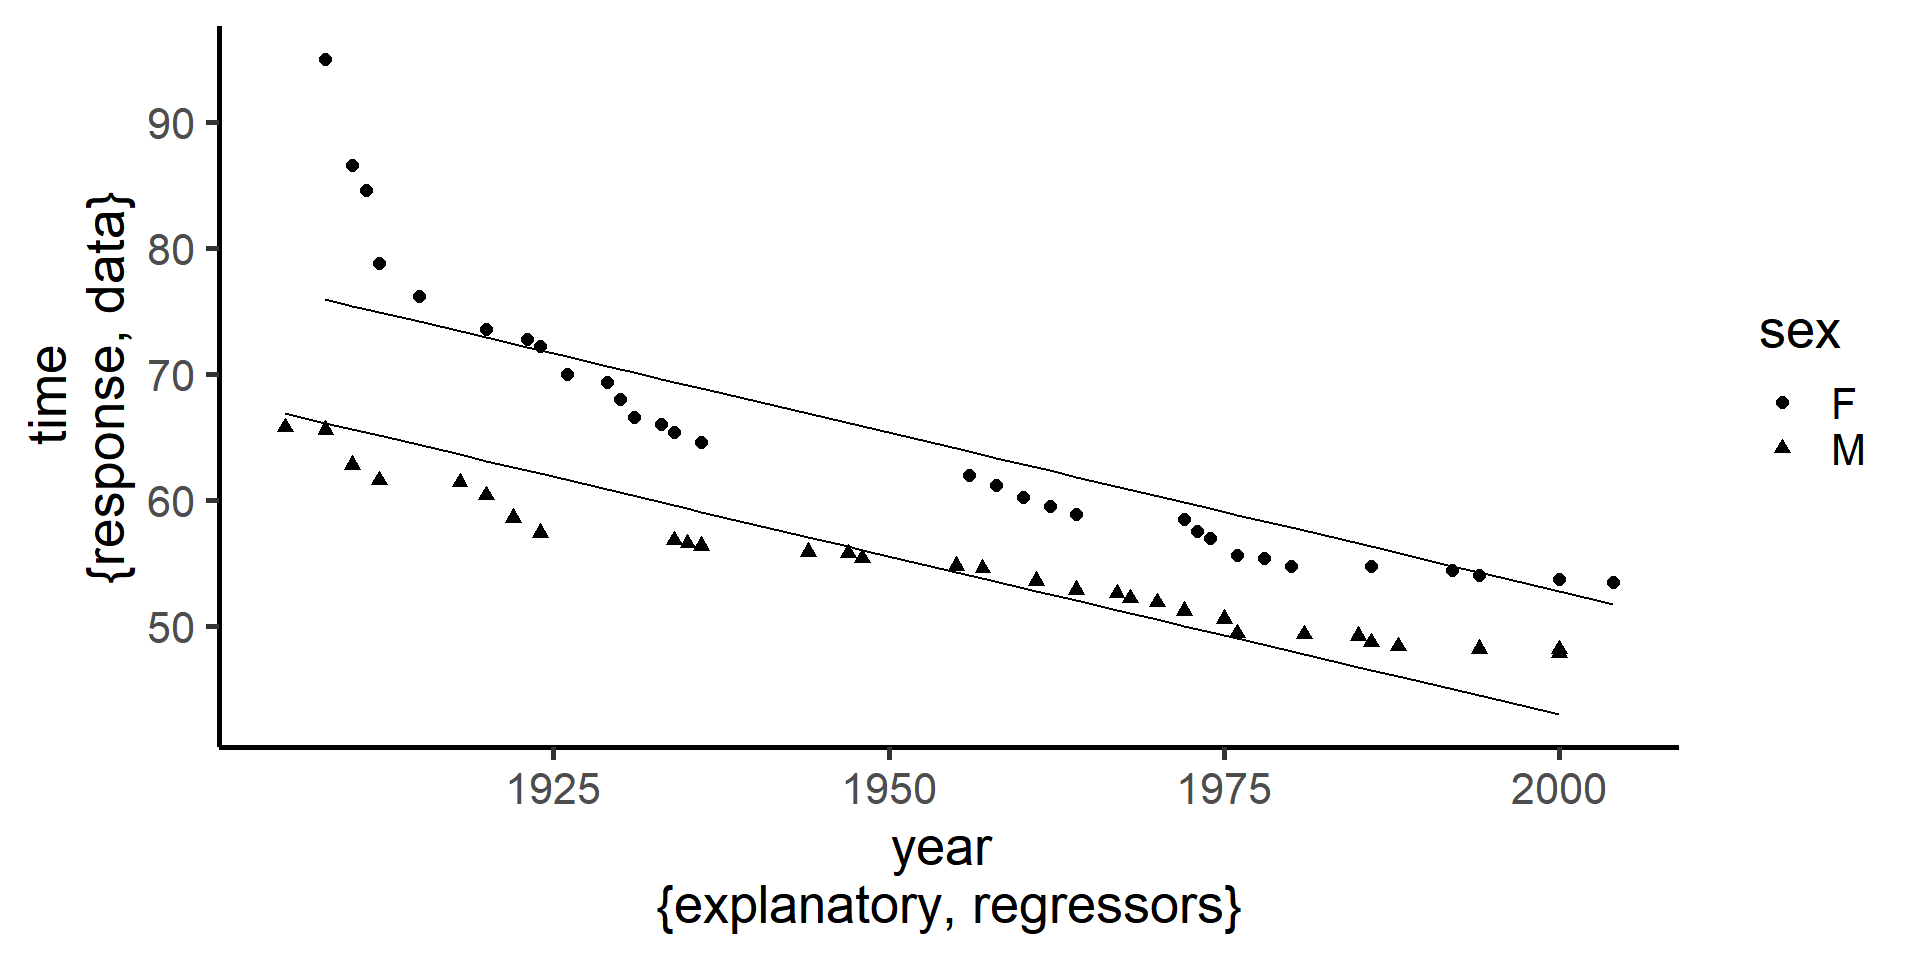 90
80
70
60
50
time
{response, data}
1925 1950 1975 2000
year
{explanatory, regressors}
sex
F
M